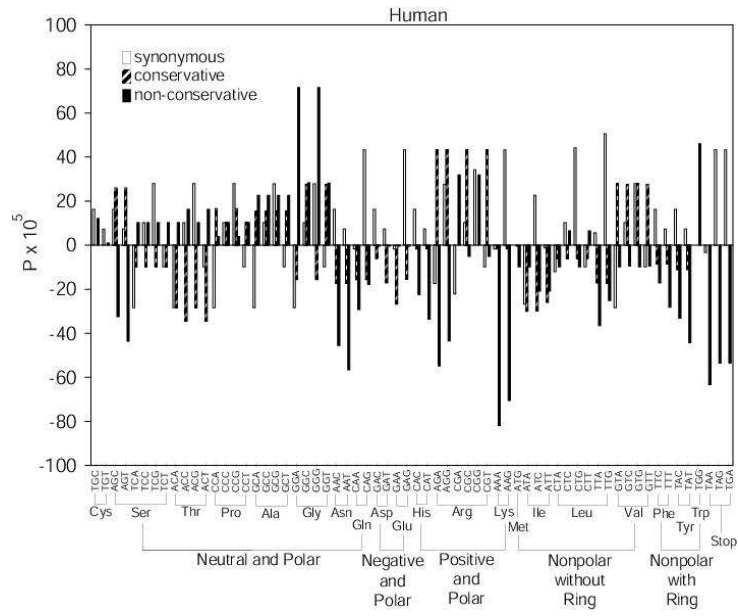 Human
100
80
60
40
20
0
-20
-40
-60
-80
-100
P x 10⁵
synonymous
conservative
non-conservative
TGC TGT AGC AGT TCA TCC TCG TCT ACA ACC ACG ACT CCA CCC CCG CCT GCA GCC GCG GCT GGA GGC GGG GGT AAC AAT CAA CAG GAC GAT GAA GAG CAC CAT AGA AGG CGA CGC CGG CGT AAA AAG ATG ATA ATC ATT CTA CTC CTG CTT TTA TTG GTA GTC GTG GTT TTC TTT TAC TAT TGG TAA TAG TGA
Cys Ser Thr Pro Ala Gly Asn Asp His Arg Lys Ile Leu Val Phe Trp
Gln Glu Met Tyr Stop
Neutral and Polar
Negative
and
Polar
Positive
and
Polar
Nonpolar
without
Ring
Nonpolar
with
Ring